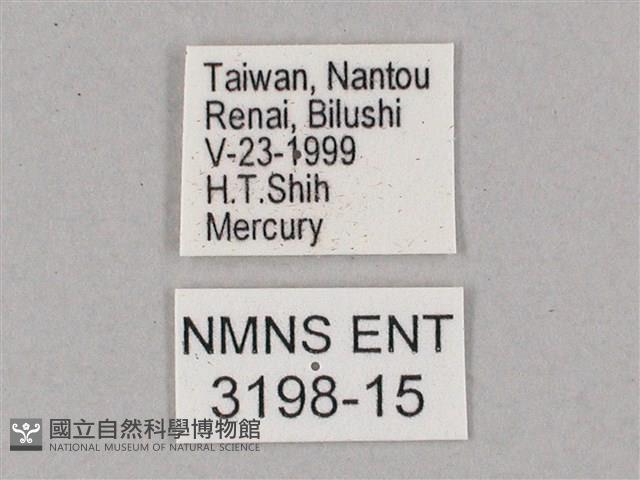 Taiwan, Nantou
Renai, Bilushi
V-23-1999
H.T.Shih
Mercury
NMNS ENT
3198-15
國立自然科學博物館
NATIONAL MUSEUM OF NATURAL SCIENCE